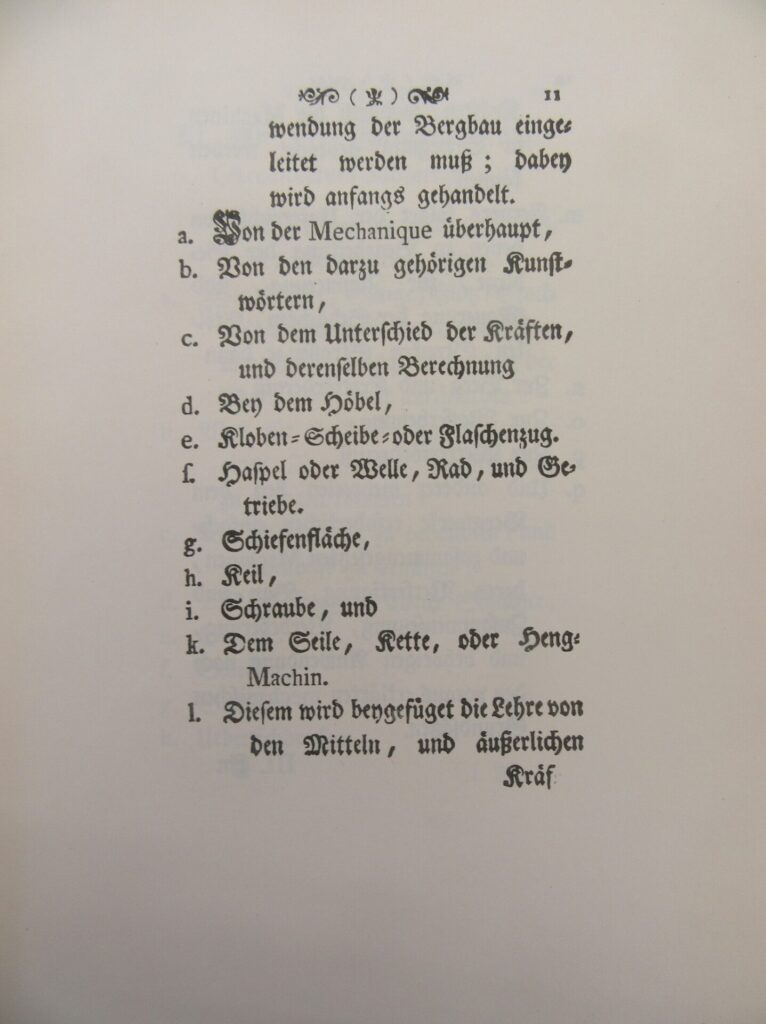 ( ) 11
wendung der Bergbau einge⸗
leitet werden muß ; dabey
wird anfangs gehandelt.
a. Von der Mechanique überhaupt,
b. Von den darzu gehörigen Kunſt⸗
wörtern,
c. Von dem Unterſchied der Kräften,
und derenſelben Berechnung
d. Bey dem Höbel,
e. Kloben⸗Scheibe⸗oder Flaſchenzug.
f. Haſpel oder Welle, Rad, und Ge⸗
triebe.
g. Schiefenfläche,
h. Keil,
i. Schraube, und
k. Dem Seile, Kette, oder Heng⸗
Machin.
l. Dieſem wird beygefüget die Lehre von
den Mitteln, und äußerlichen
Kräf